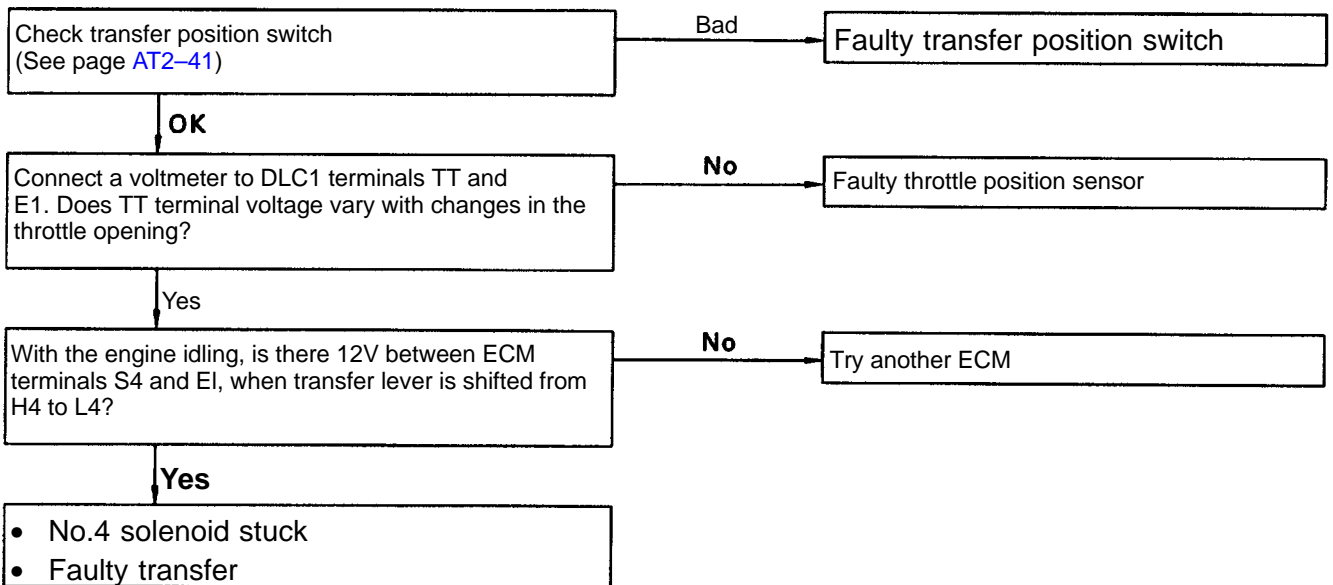 Check transfer position switch
(See page AT2–41)
Bad
Faulty transfer position switch
OK
Connect a voltmeter to DLC1 terminals TT and
E1. Does TT terminal voltage vary with changes in the
throttle opening?
No
Faulty throttle position sensor
Yes
With the engine idling, is there 12V between ECM
terminals S4 and EI, when transfer lever is shifted from
H4 to L4?
No
Try another ECM
Yes
• No.4 solenoid stuck
• Faulty transfer